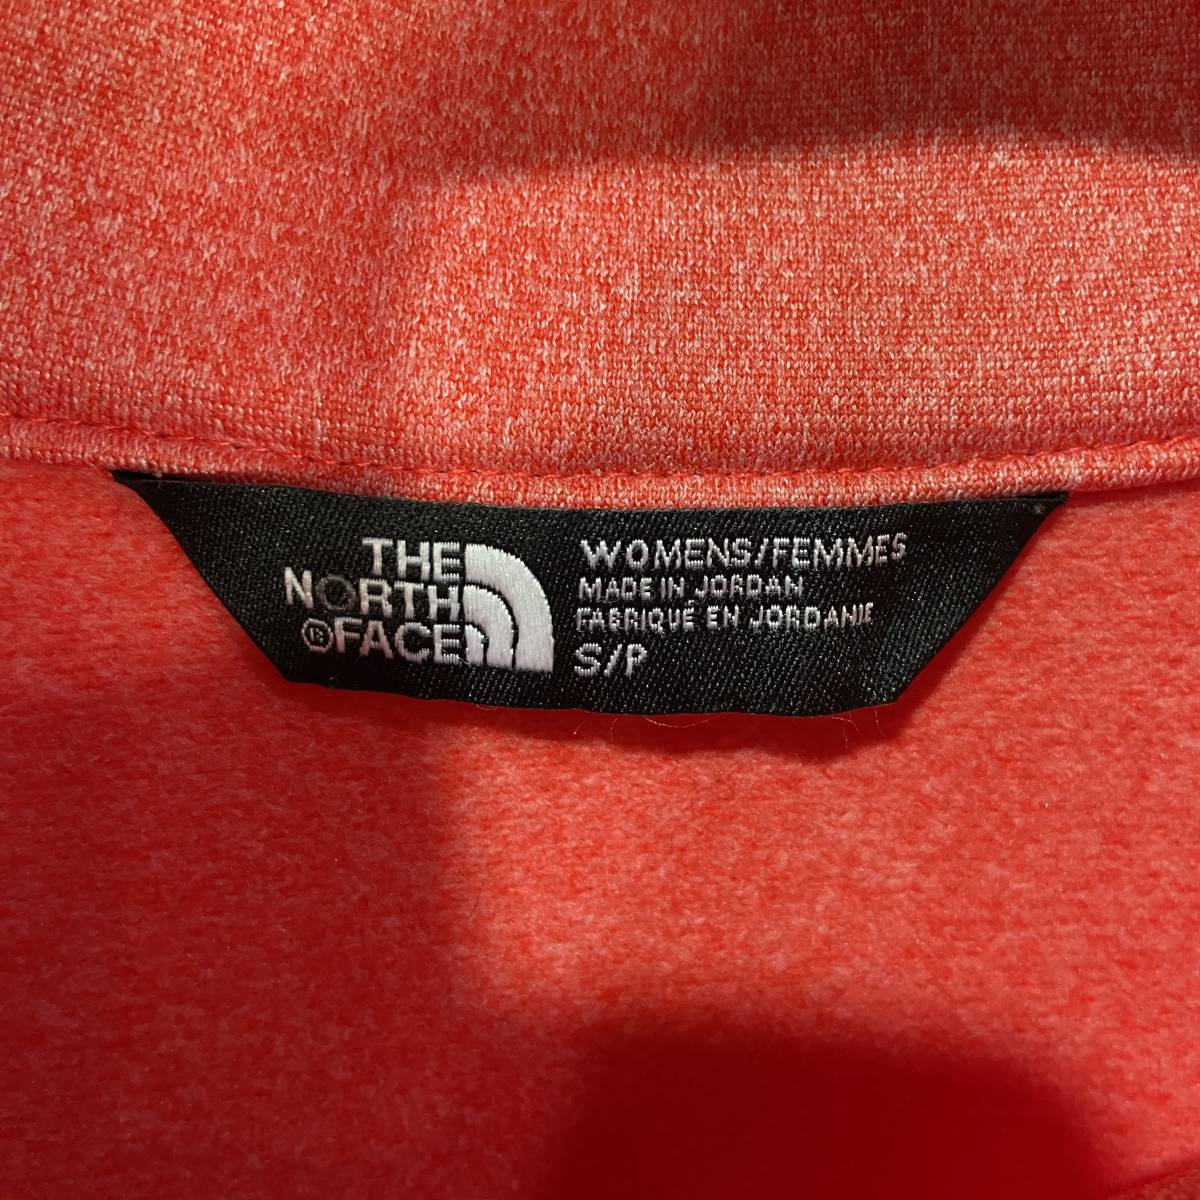 THE
NORTH
®FACE
WOMENS/FEMMES
MADE IN JORDAN
FABRIQUÉ EN JORDANIE
S/P